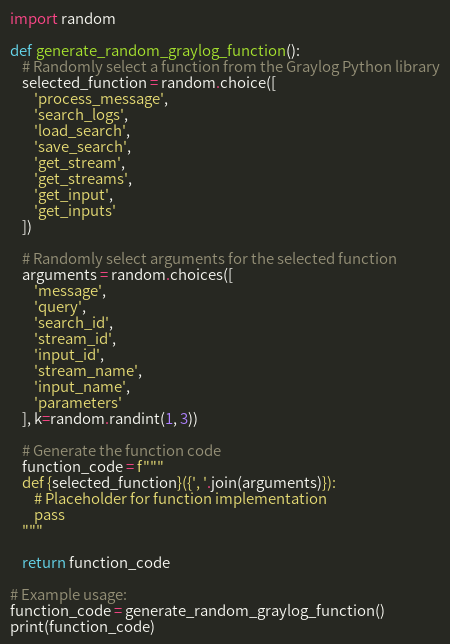 import random

def generate_random_graylog_function():
    # Randomly select a function from the Graylog Python library
    selected_function = random.choice([
        'process_message',
        'search_logs',
        'load_search',
        'save_search',
        'get_stream',
        'get_streams',
        'get_input',
        'get_inputs'
    ])

    # Randomly select arguments for the selected function
    arguments = random.choices([
        'message',
        'query',
        'search_id',
        'stream_id',
        'input_id',
        'stream_name',
        'input_name',
        'parameters'
    ], k=random.randint(1, 3))

    # Generate the function code
    function_code = f"""
    def {selected_function}({', '.join(arguments)}):
        # Placeholder for function implementation
        pass
    """

    return function_code

# Example usage:
function_code = generate_random_graylog_function()
print(function_code)